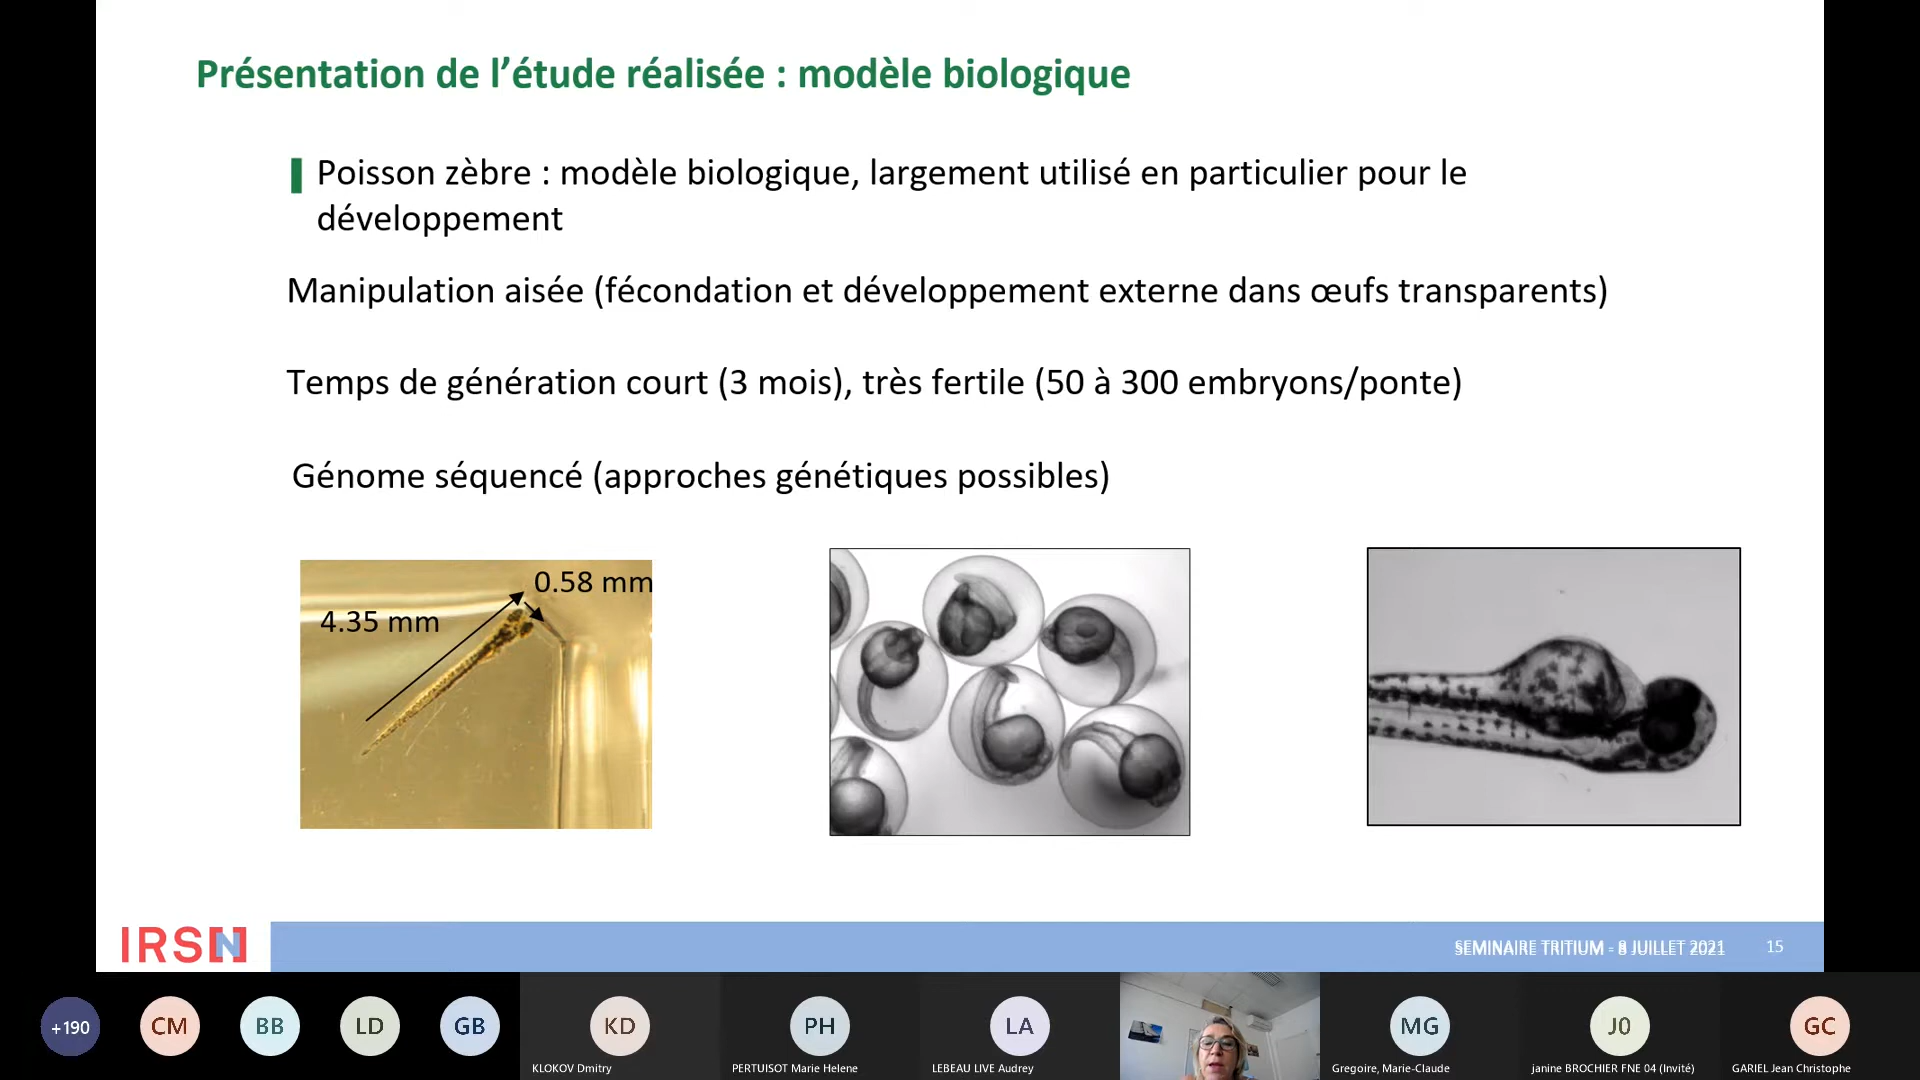 Présentation de l’étude réalisée : modèle biologique
Poisson zèbre : modèle biologique, largement utilisé en particulier pour le
développement
Manipulation aisée (fécondation et développement externe dans œufs transparents)
Temps de génération court (3 mois), très fertile (50 à 300 embryons/ponte)
Génome séquencé (approches génétiques possibles)
0.58 mm
4.35 mm
IRSN
SEMINAIRE TRITIUM - 8 JUILLET 2021
15
+190
CM
BB
LD
GB
KD
PH
LA
MG
J0
GC
KLOKOV Dmitry
PERTUISOT Marie Helene
LEBEAU LIVE Audrey
Gregoire, Marie-Claude
janine BROCHIER FNE 04 (Invité)
GARIEL Jean Christophe